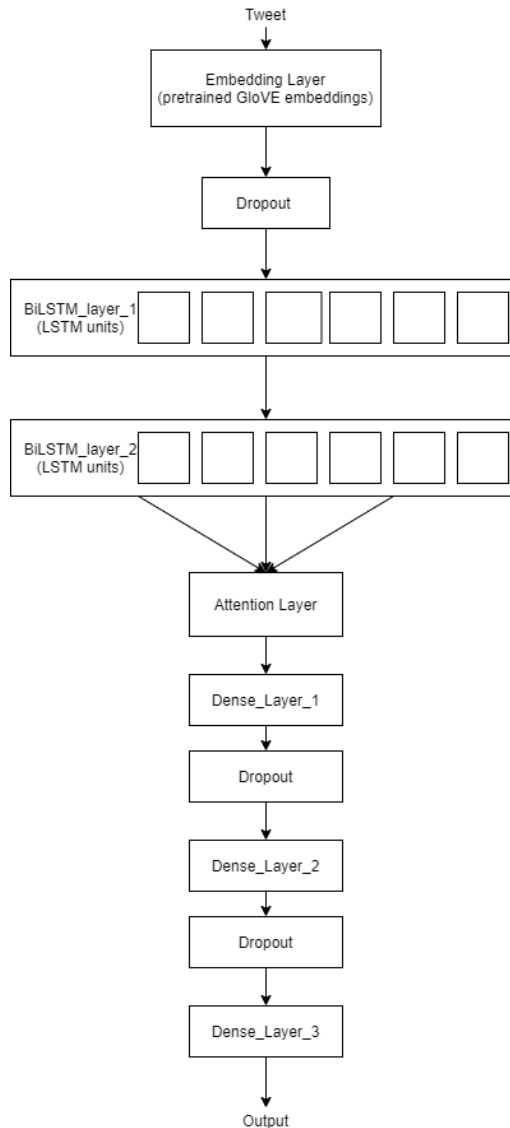 Tweet
Embedding Layer
(pretrained GloVE embeddings)
Dropout
BiLSTM_layer_1
(LSTM units)
BiLSTM_layer_2
(LSTM units)
Attention Layer
Dense_Layer_1
Dropout
Dense_Layer_2
Dropout
Dense_Layer_3
Output